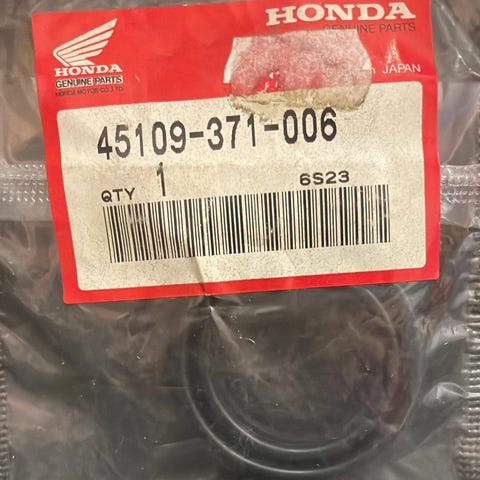 HONDA
GENUINE PARTS
HONDA
GENUINE PARTS
HONDA MOTOR CO.,LTD.
JAPAN
45109-371-006
QTY 1 6S23